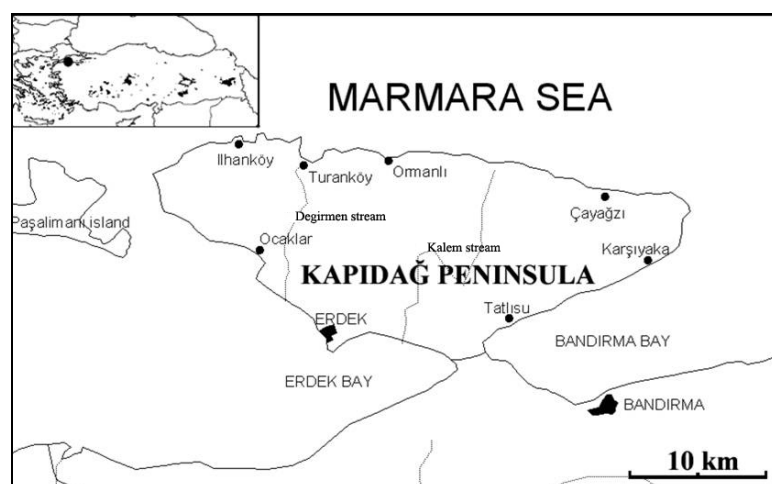 MARMARA SEA
Ilhanköy
Turanköy
Ormanlı
Paşalimanı island
Degirmen stream
Çayağzı
Ocaklar
Kalem stream
Karşıyaka
KAPIDAĞ PENINSULA
Tatlısu
ERDEK
BANDIRMA BAY
ERDEK BAY
BANDIRMA
10 km